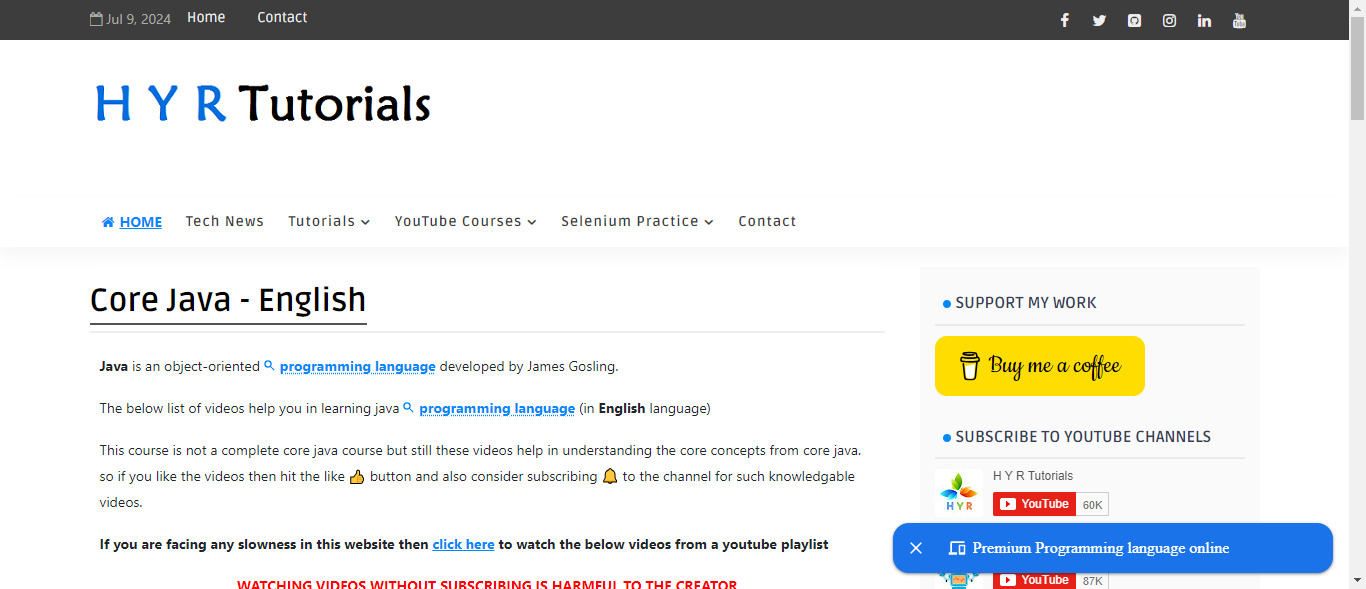 Jul 9, 2024 Home Contact
H Y R Tutorials
HOME Tech News Tutorials YouTube Courses Selenium Practice Contact
Core Java - English
Java is an object-oriented programming language developed by James Gosling.
The below list of videos help you in learning java programming language (in English language)
This course is not a complete core java course but still these videos help in understanding the core concepts from core java.
so if you like the videos then hit the like 👍 button and also consider subscribing 🔔 to the channel for such knowledgable
videos.
If you are facing any slowness in this website then click here to watch the below videos from a youtube playlist
WATCHING VIDEOS WITHOUT SUBSCRIBING IS HARMFUL TO THE CREATOR
SUPPORT MY WORK
Buy me a coffee
SUBSCRIBE TO YOUTUBE CHANNELS
HYR
H Y R Tutorials
YouTube 60K
Premium Programming language online
YouTube 87K